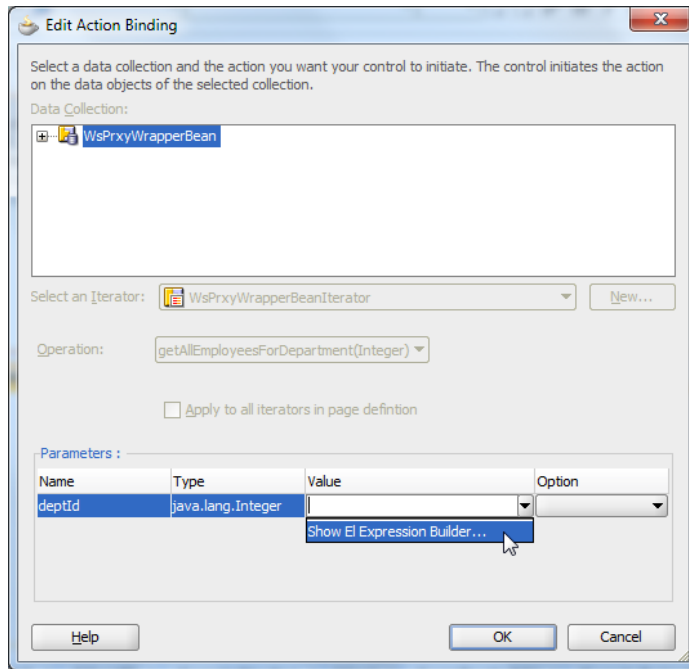 Edit Action Binding
Select a data collection and the action you want your control to initiate. The control initiates the action
on the data objects of the selected collection.
Data Collection:
WsPrxyWrapperBean
Select an Iterator: WsPrxyWrapperBeanIterator New...
Operation: getAllEmployeesForDepartment(Integer)
Apply to all iterators in page defintion
Parameters :
Name Type Value Option
deptId java.lang.Integer
Show El Expression Builder...
Help OK Cancel